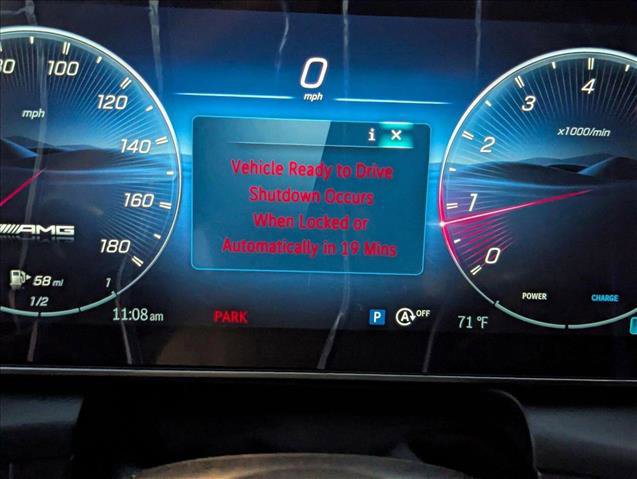 0
mph
i ×
Vehicle Ready to Drive
Shutdown Occurs
When Locked or
Automatically in 19 Mins
80 100 120 140 160 180
mph
AMG
58 mi
1/2
1
11:08 am
PARK
P
A OFF
71 °F
4
3
2
1
0
x1000/min
POWER
CHARGE